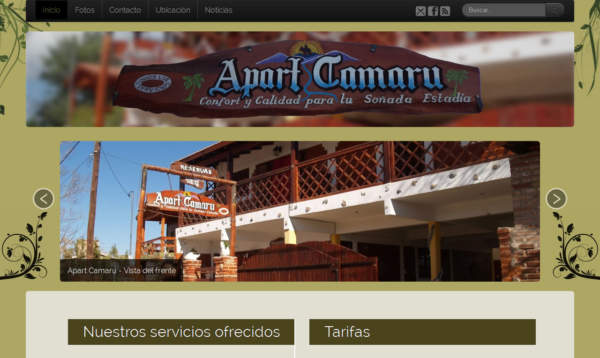 Inicio
Fotos
Contacto
Ubicacion
Noticias
Buscar...
Apart Camaru
Confort y Calidad para tu Soñada Estadía
RESERVAS
Apart Camaru
Apart Camaru - Vista del frente
Nuestros servicios ofrecidos
Tarifas